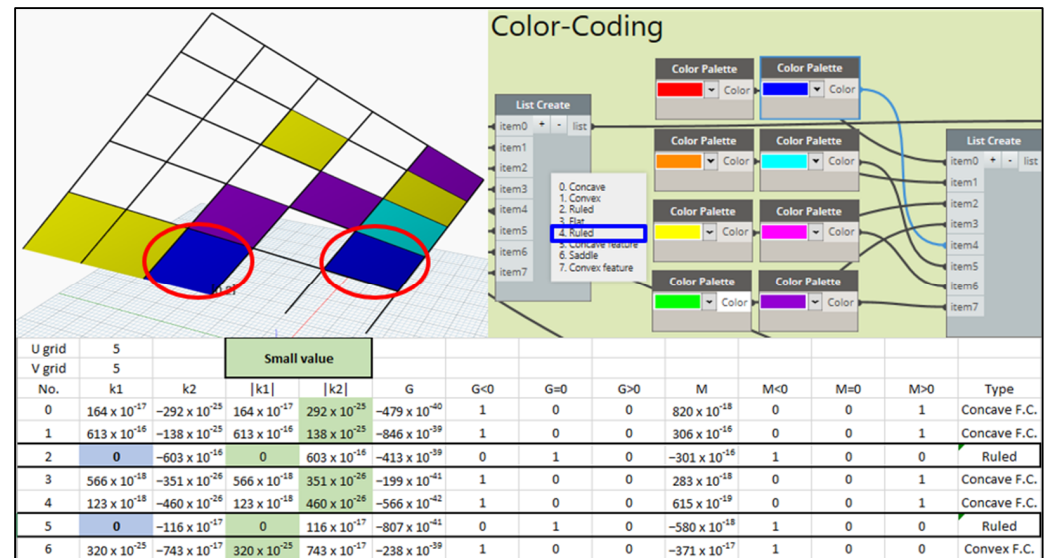 Color-Coding
Color Palette
Color
Color Palette
Color
List Create
item0 + - list
item1
item2
item3
item4
item5
item6
item7
0. Concave
1. Convex
2. Ruled
3. Flat
4. Ruled
5. Concave feature
6. Saddle
7. Convex feature
Color Palette
Color
Color Palette
Color
Color Palette
Color
Color Palette
Color
Color Palette
Color
Color Palette
Color
List Create
item0 + - list
item1
item2
item3
item4
item5
item6
item7
U grid 5
V grid 5
Small value
No. k1 k2 |k1| |k2| G G<0 G=0 G>0 M M<0 M=0 M>0 Type
0 164 x 10⁻¹⁷ −292 x 10⁻²⁵ 164 x 10⁻¹⁷ 292 x 10⁻²⁵ −479 x 10⁻⁴⁰ 1 0 0 820 x 10⁻¹⁸ 0 0 1 Concave F.C.
1 613 x 10⁻¹⁶ −138 x 10⁻²⁵ 613 x 10⁻¹⁶ 138 x 10⁻²⁵ −846 x 10⁻³⁹ 1 0 0 306 x 10⁻¹⁶ 0 0 1 Concave F.C.
2 0 −603 x 10⁻¹⁶ 0 603 x 10⁻¹⁶ −413 x 10⁻³⁹ 0 1 0 −301 x 10⁻¹⁶ 1 0 0 Ruled
3 566 x 10⁻¹⁸ −351 x 10⁻²⁶ 566 x 10⁻¹⁸ 351 x 10⁻²⁶ −199 x 10⁻⁴¹ 1 0 0 283 x 10⁻¹⁸ 0 0 1 Concave F.C.
4 123 x 10⁻¹⁸ −460 x 10⁻²⁶ 123 x 10⁻¹⁸ 460 x 10⁻²⁶ −566 x 10⁻⁴² 1 0 0 615 x 10⁻¹⁹ 0 0 1 Concave F.C.
5 0 −116 x 10⁻¹⁷ 0 116 x 10⁻¹⁷ −807 x 10⁻⁴¹ 0 1 0 −580 x 10⁻¹⁸ 1 0 0 Ruled
6 320 x 10⁻²⁵ −743 x 10⁻¹⁷ 320 x 10⁻²⁵ 743 x 10⁻¹⁷ −238 x 10⁻³⁹ 1 0 0 −371 x 10⁻¹⁷ 1 0 0 Convex F.C.